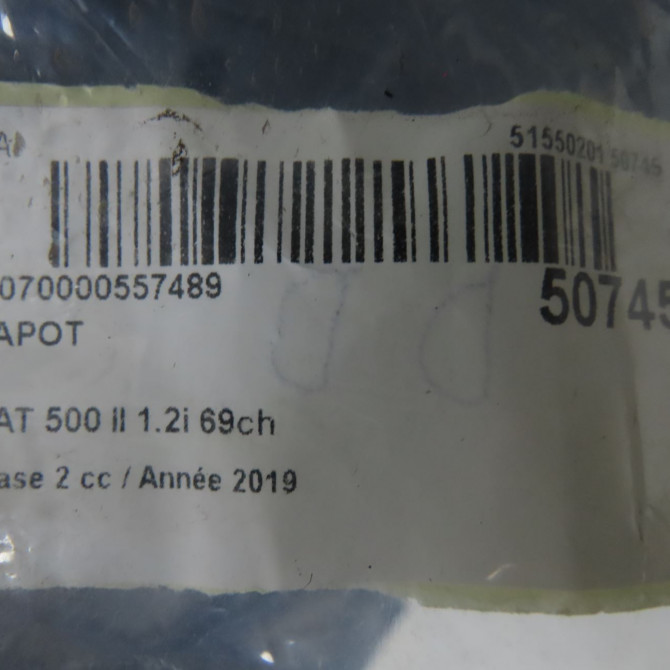 A
51550201 50745
070000557489
50745
APOT
AT 500 II 1.2i 69ch
ase 2 cc / Année 2019